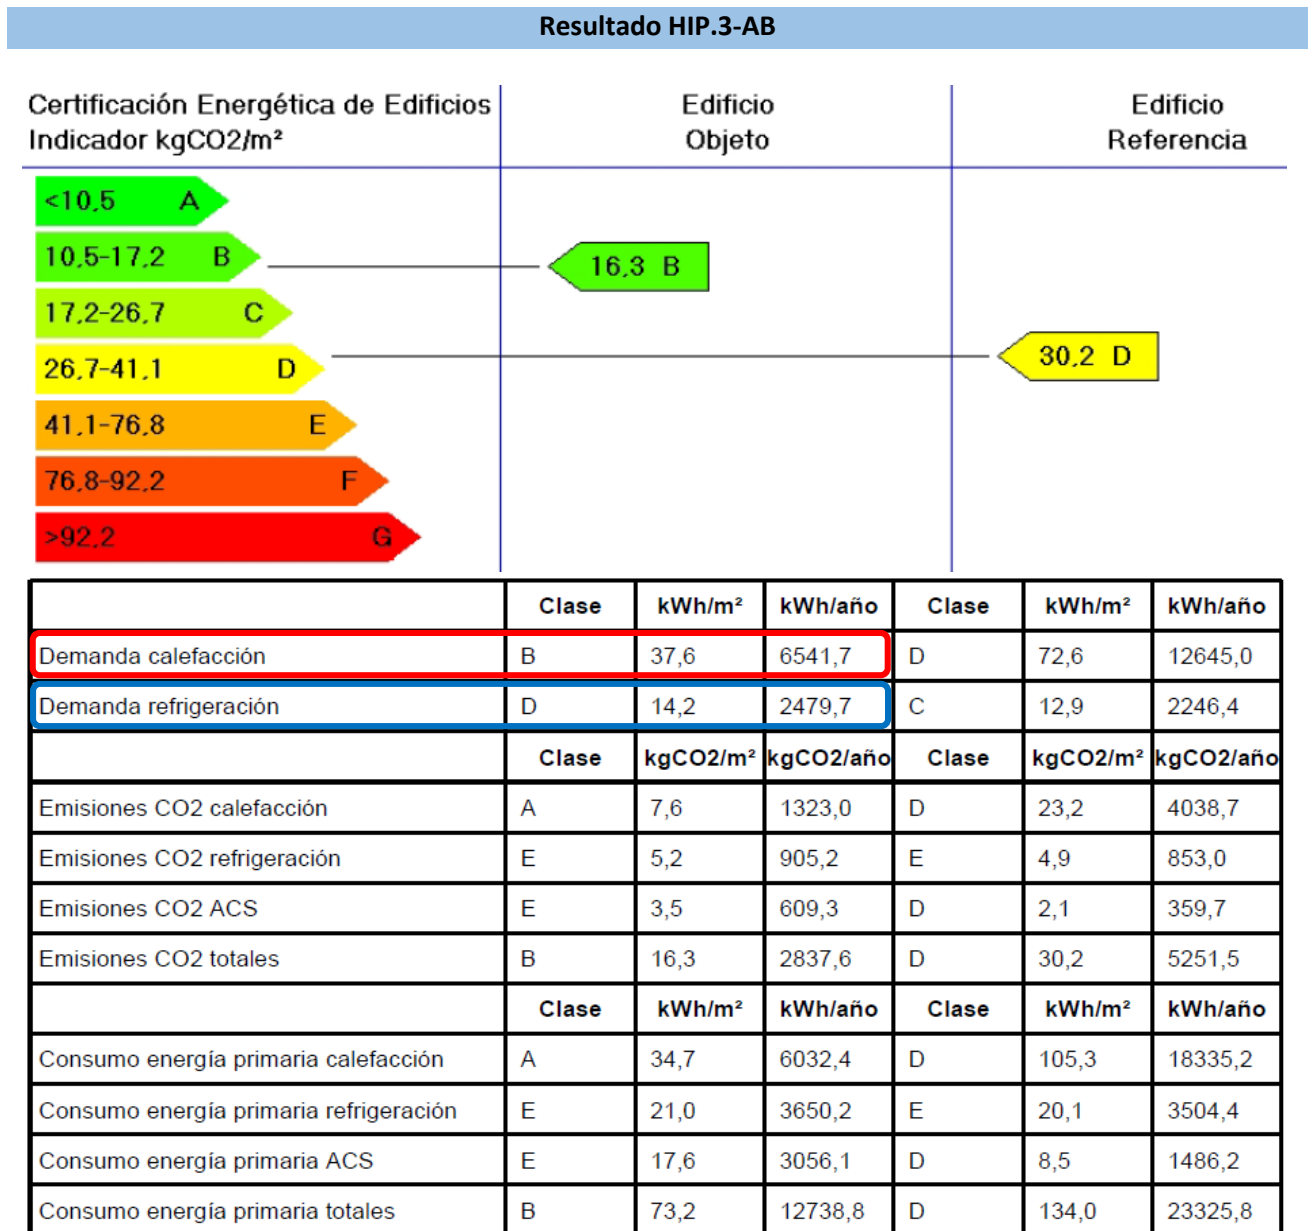 Resultado HIP.3-AB
Certificación Energética de Edificios Edificio Edificio
Indicador kgCO2/m² Objeto Referencia
<10,5 A
10,5-17,2 B 16,3 B
17,2-26,7 C
26,7-41,1 D 30,2 D
41,1-76,8 E
76,8-92,2 F
>92,2 G
Clase kWh/m² kWh/año Clase kWh/m² kWh/año
Demanda calefacción B 37,6 6541,7 D 72,6 12645,0
Demanda refrigeración D 14,2 2479,7 C 12,9 2246,4
Clase kgCO2/m² kgCO2/año Clase kgCO2/m² kgCO2/año
Emisiones CO2 calefacción A 7,6 1323,0 D 23,2 4038,7
Emisiones CO2 refrigeración E 5,2 905,2 E 4,9 853,0
Emisiones CO2 ACS E 3,5 609,3 D 2,1 359,7
Emisiones CO2 totales B 16,3 2837,6 D 30,2 5251,5
Clase kWh/m² kWh/año Clase kWh/m² kWh/año
Consumo energía primaria calefacción A 34,7 6032,4 D 105,3 18335,2
Consumo energía primaria refrigeración E 21,0 3650,2 E 20,1 3504,4
Consumo energía primaria ACS E 17,6 3056,1 D 8,5 1486,2
Consumo energía primaria totales B 73,2 12738,8 D 134,0 23325,8